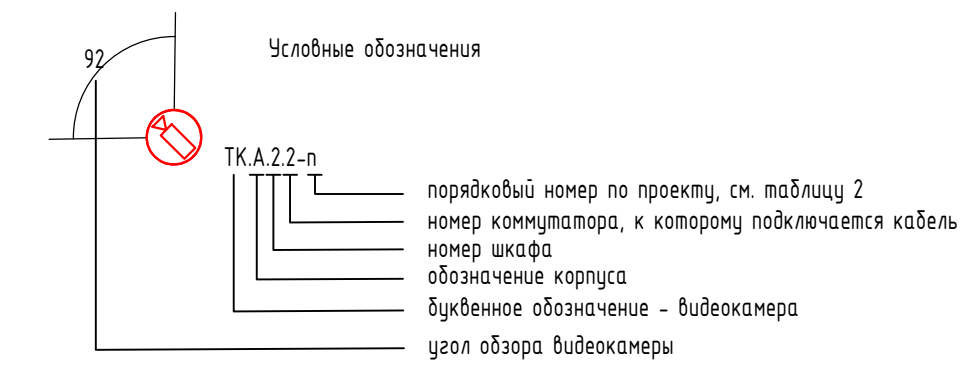 92
Условные обозначения
ТК.А.2.2-п
порядковый номер по проекту, см. таблицу 2
номер коммутатора, к которому подключается кабель
номер шкафа
обозначение корпуса
буквенное обозначение - видеокамера
угол обзора видеокамеры